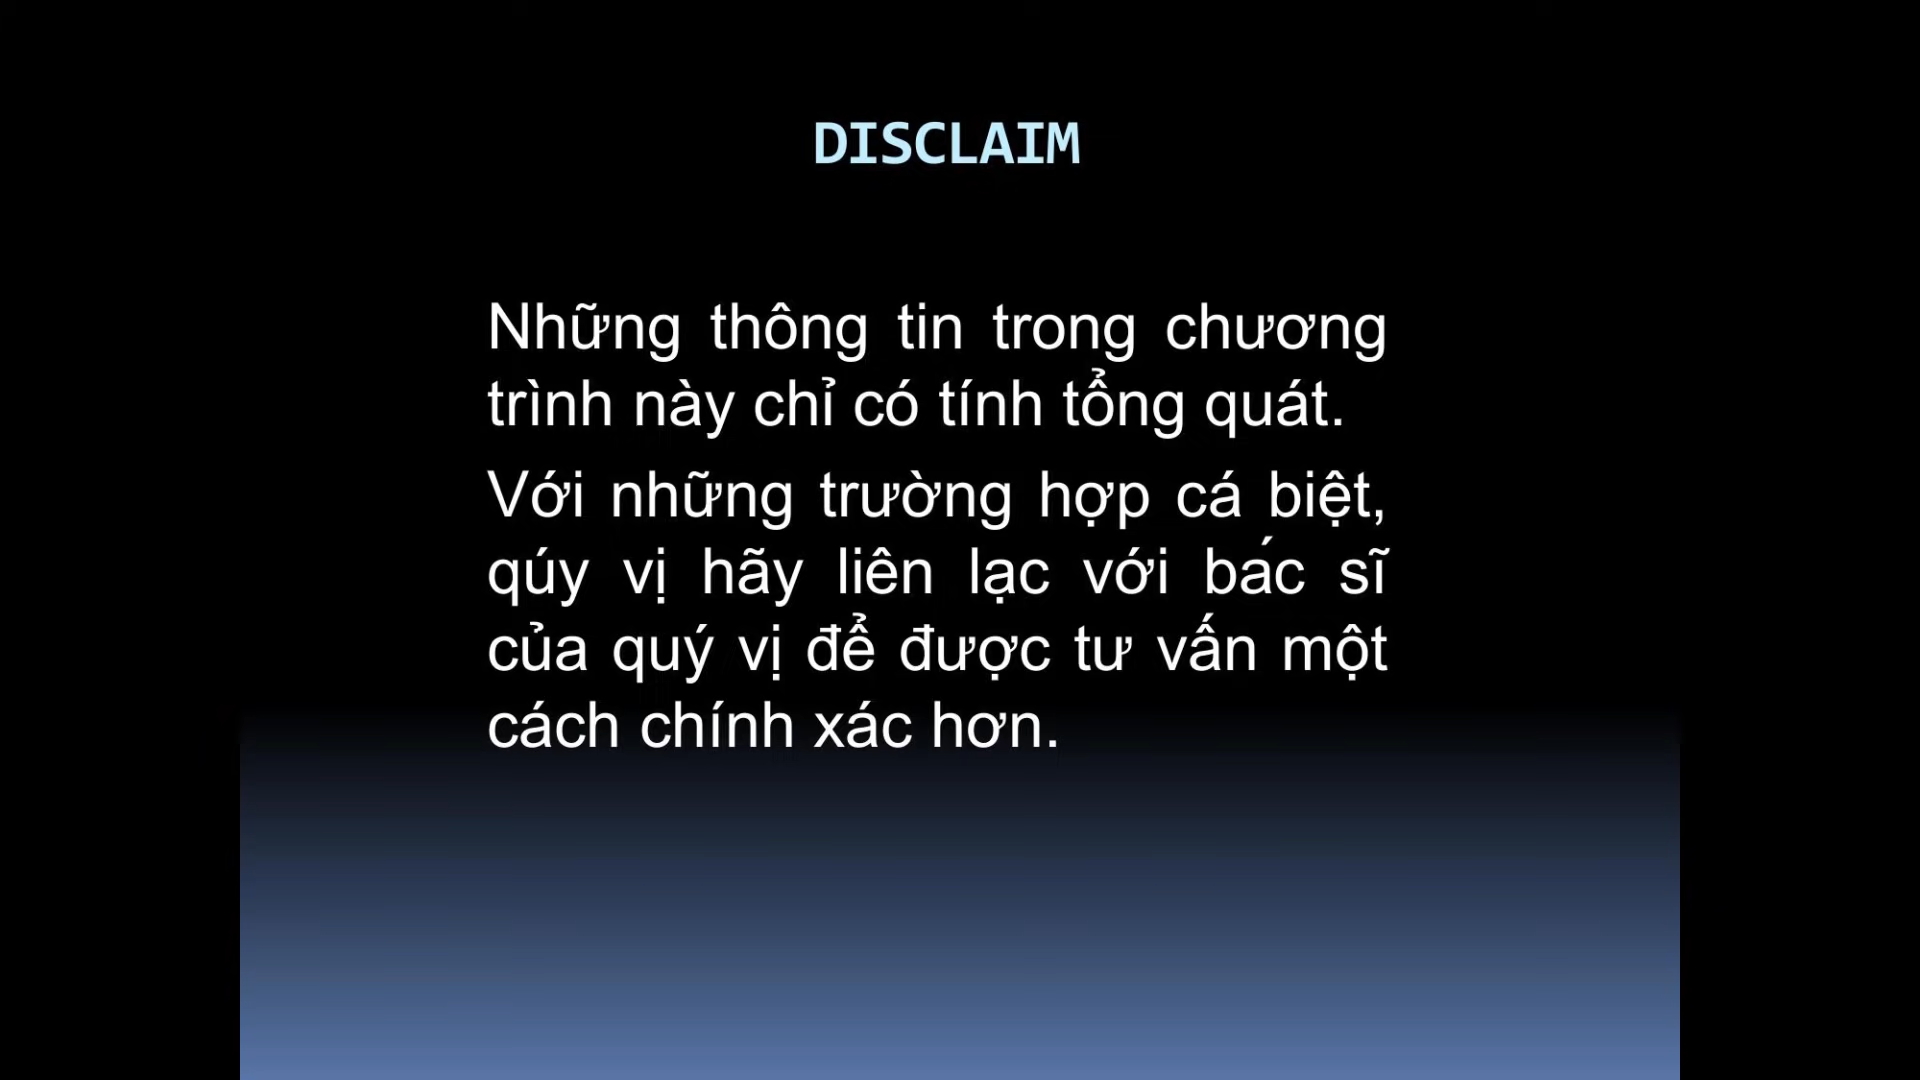 DISCLAIM
Những thông tin trong chương
trình này chỉ có tính tổng quát.
Với những trường hợp cá biệt,
qúy vị hãy liên lạc với bác sĩ
của quý vị để được tư vấn một
cách chính xác hơn.